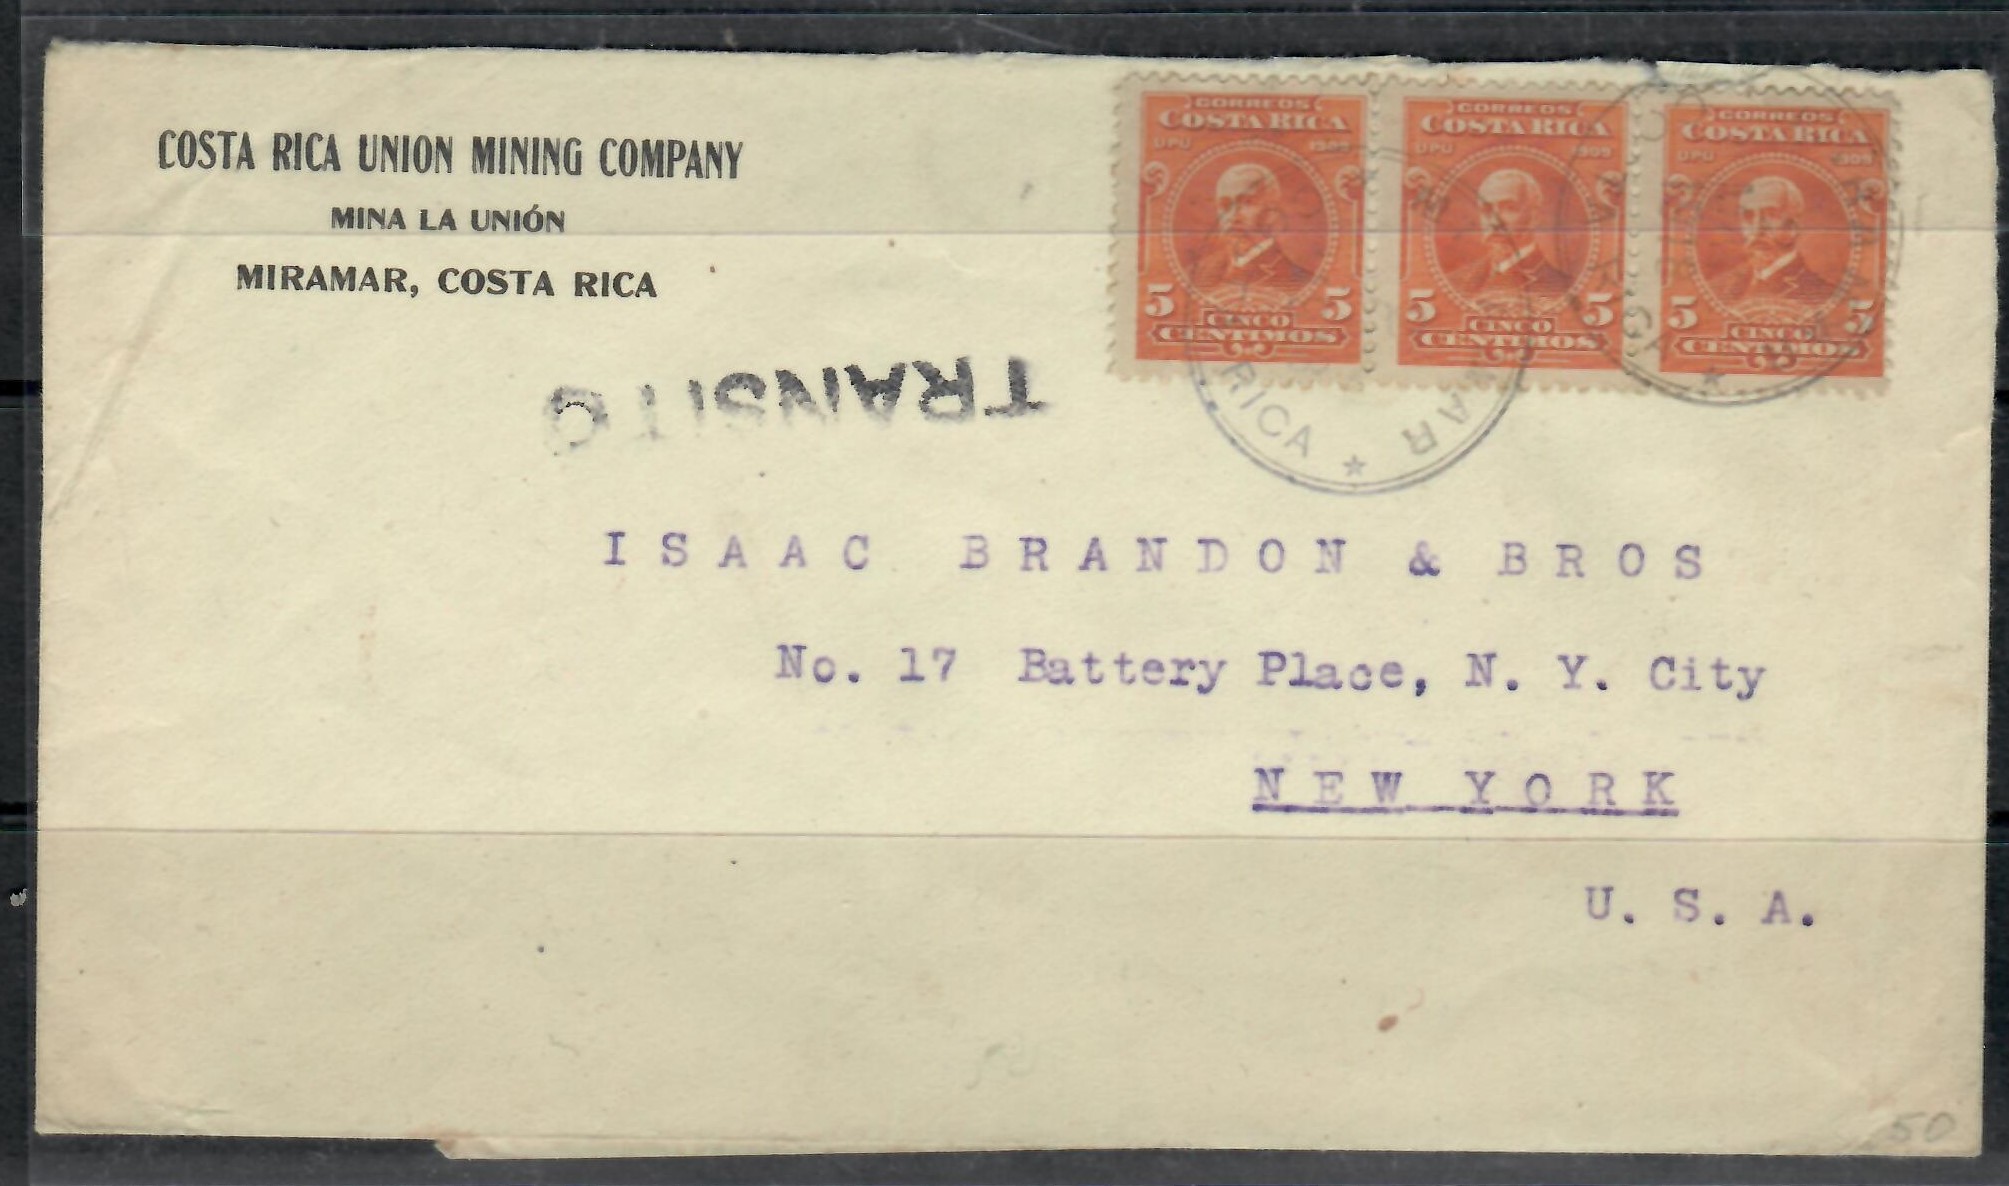 COSTA RICA UNION MINING COMPANY
MINA LA UNIÓN
MIRAMAR, COSTA RICA
CORREOS
COSTA RICA
UPU 1909
5 5
CINCO
CENTIMOS
CORREOS
COSTA RICA
UPU 1909
5 5
CINCO
CENTIMOS
CORREOS
COSTA RICA
UPU 1909
5 5
CINCO
CENTIMOS
RICA
TRANSITO
ISAAC BRANDON & BROS
No. 17 Battery Place, N. Y. City
NEW YORK
U. S. A.
50